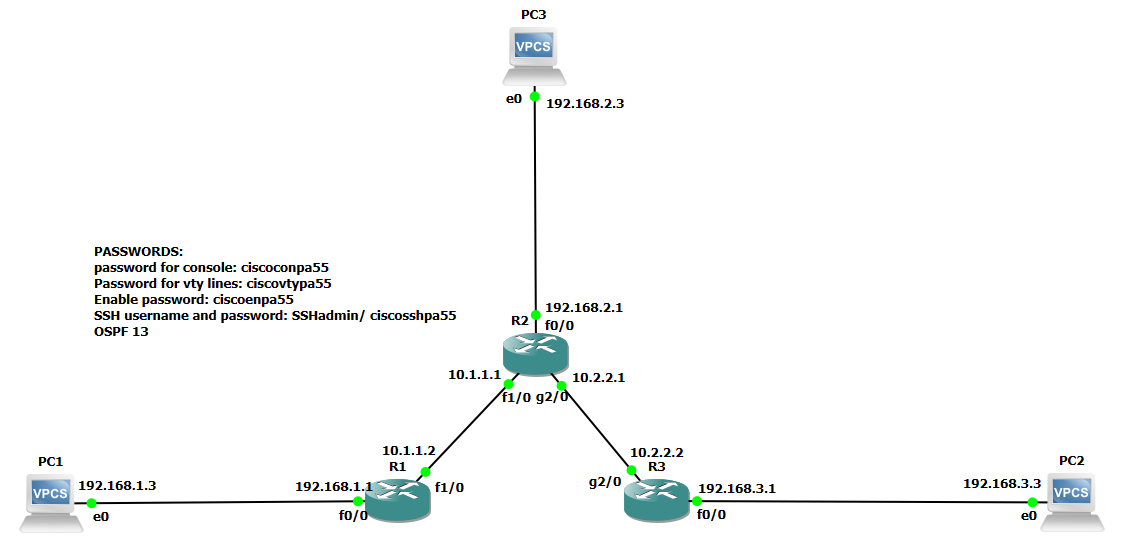 PC3
VPCS
e0
192.168.2.3
PASSWORDS:
password for console: ciscoconpa55
Password for vty lines: ciscovtypa55
Enable password: ciscoenpa55
SSH username and password: SSHadmin/ ciscosshpa55
OSPF 13
192.168.2.1
R2
f0/0
10.1.1.1
10.2.2.1
f1/0
g2/0
10.1.1.2
R1
f1/0
10.2.2.2
R3
g2/0
PC1
VPCS
192.168.1.3
e0
192.168.1.1
f0/0
192.168.3.1
f0/0
PC2
VPCS
192.168.3.3
e0